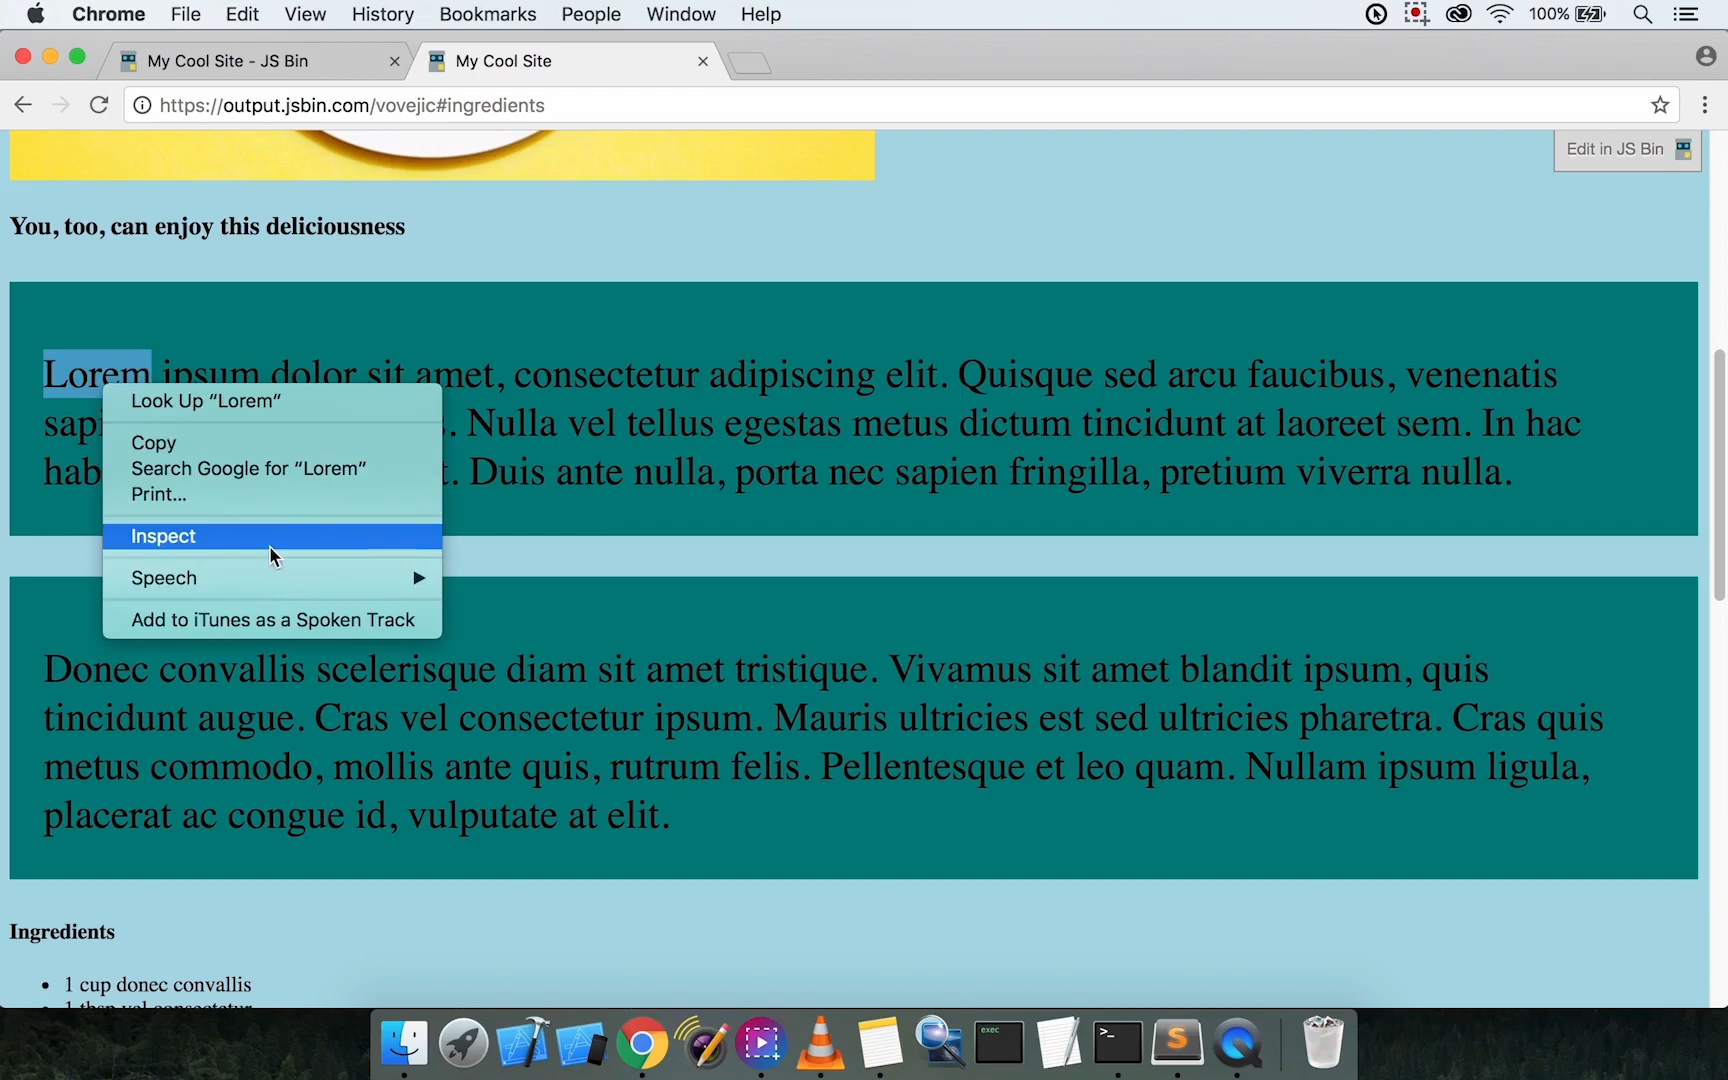 Chrome File Edit View History Bookmarks People Window Help 100%
My Cool Site - JS Bin
My Cool Site
https://output.jsbin.com/vovejic#ingredients
Edit in JS Bin
You, too, can enjoy this deliciousness
Lorem ipsum dolor sit amet, consectetur adipiscing elit. Quisque sed arcu faucibus, venenatis
sapi . Nulla vel tellus egestas metus dictum tincidunt at laoreet sem. In hac
hab t. Duis ante nulla, porta nec sapien fringilla, pretium viverra nulla.
Look Up “Lorem”
Copy
Search Google for “Lorem”
Print...
Inspect
Speech
Add to iTunes as a Spoken Track
Donec convallis scelerisque diam sit amet tristique. Vivamus sit amet blandit ipsum, quis
tincidunt augue. Cras vel consectetur ipsum. Mauris ultricies est sed ultricies pharetra. Cras quis
metus commodo, mollis ante quis, rutrum felis. Pellentesque et leo quam. Nullam ipsum ligula,
placerat ac congue id, vulputate at elit.
Ingredients
1 cup donec convallis
1 tbsp vel consectetur
exec